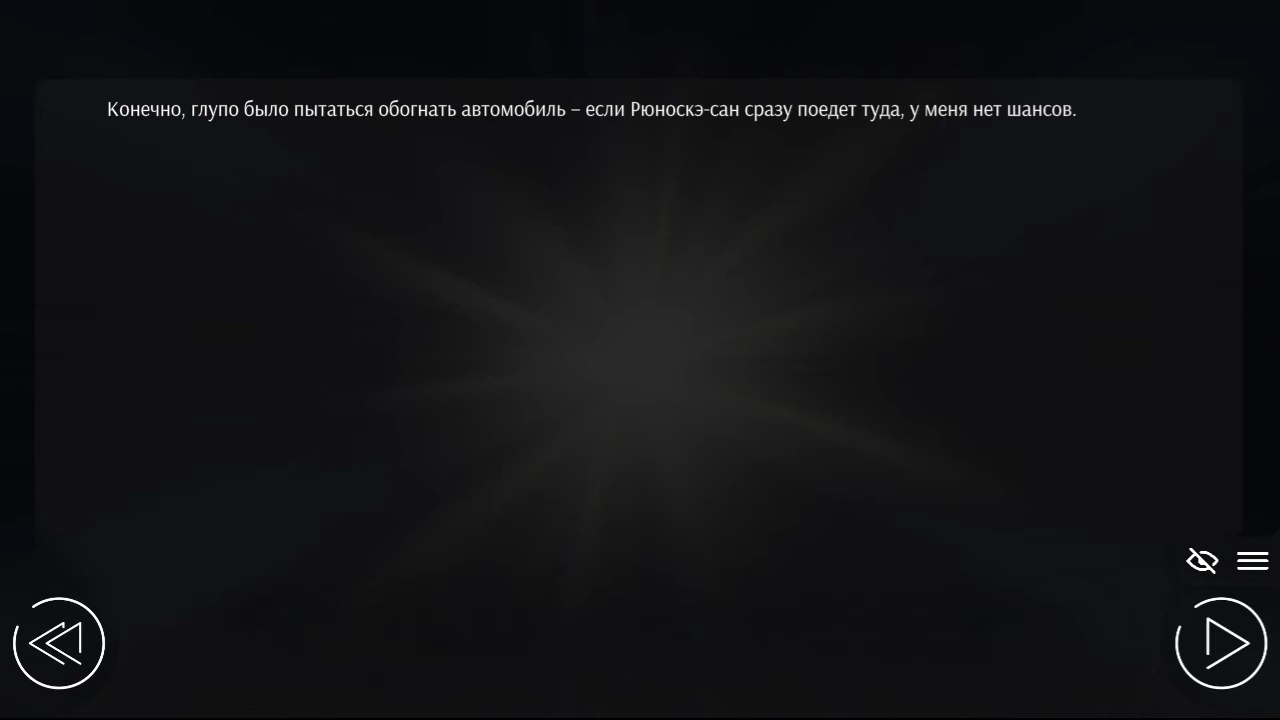 Конечно, глупо было пытаться обогнать автомобиль – если Рюноскэ-сан сразу поедет туда, у меня нет шансов.